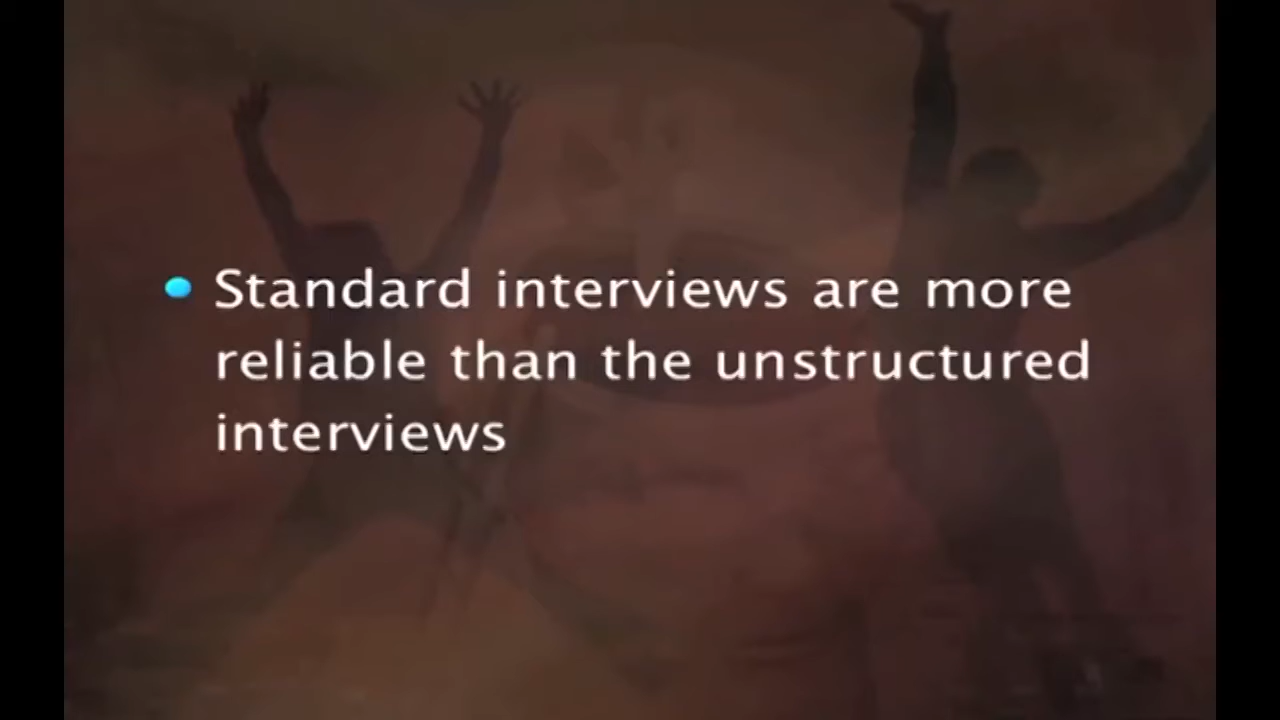 Standard interviews are more
reliable than the unstructured
interviews